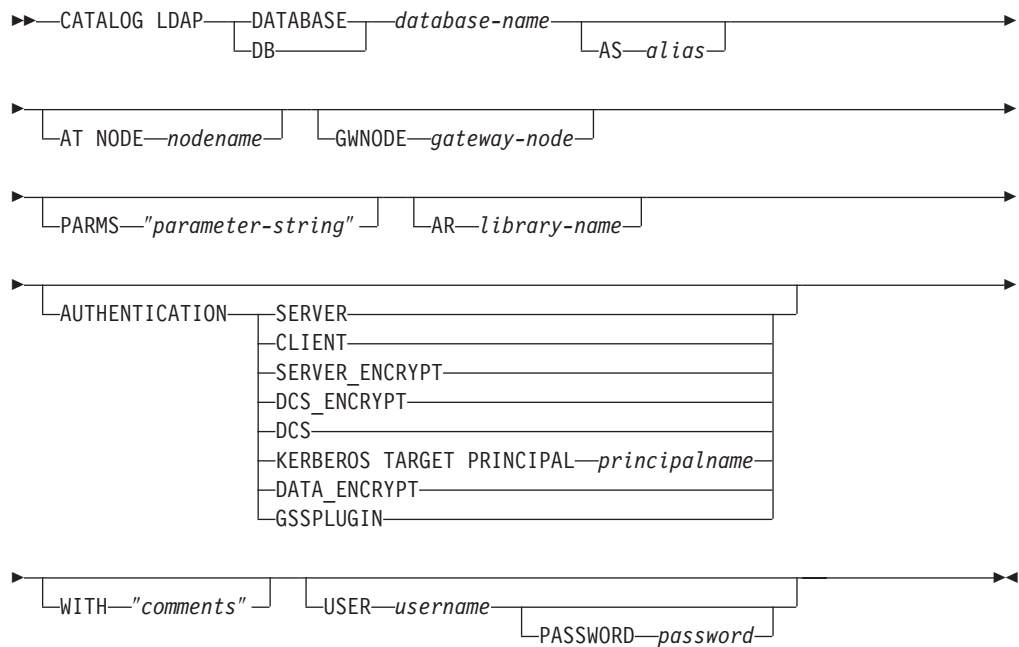 CATALOG LDAP DATABASE database-name
DB AS alias
AT NODE nodename GWNODE gateway-node
PARMS "parameter-string" AR library-name
AUTHENTICATION SERVER
CLIENT
SERVER_ENCRYPT
DCS_ENCRYPT
DCS
KERBEROS TARGET PRINCIPAL principalname
DATA_ENCRYPT
GSSPLUGIN
WITH "comments" USER username
PASSWORD password